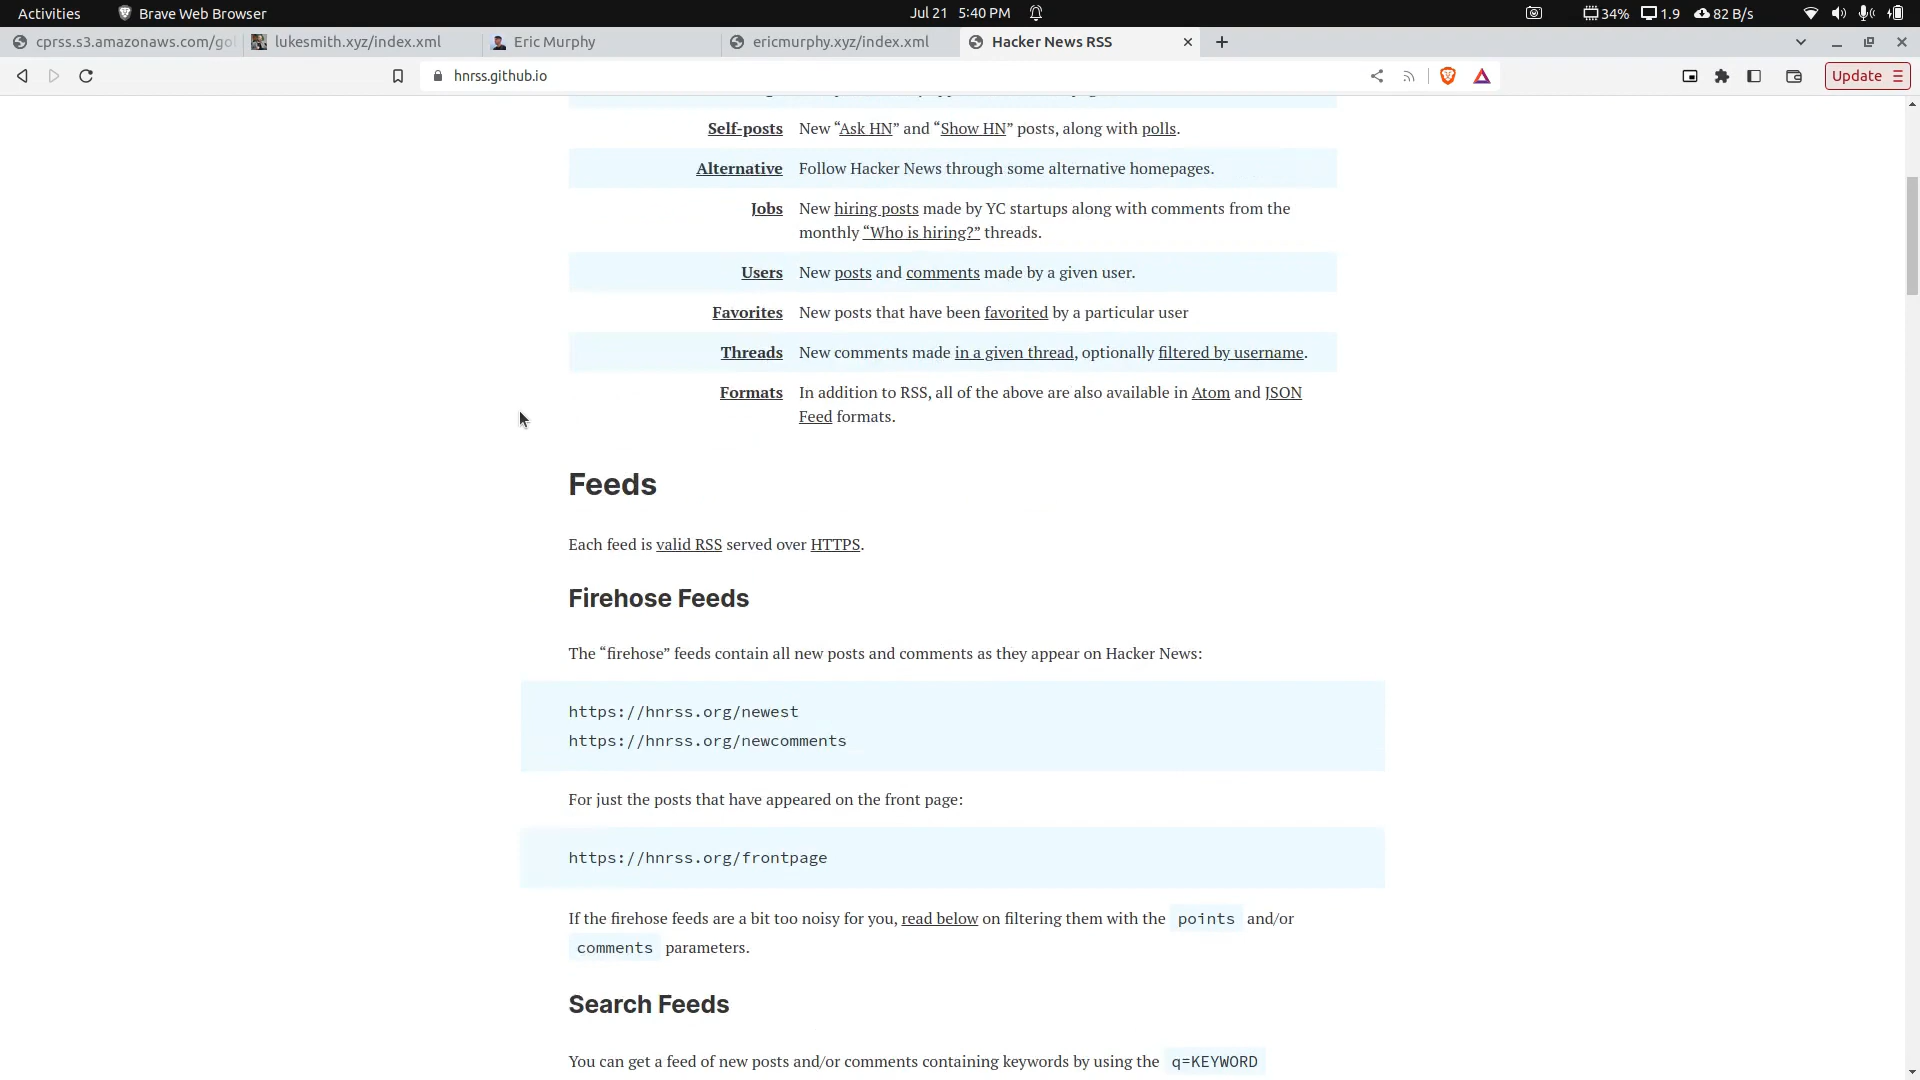 Activities
Brave Web Browser
Jul 21 5:40 PM
34%
1.9
82 B/s
cprss.s3.amazonaws.com/go
lukesmith.xyz/index.xml
Eric Murphy
ericmurphy.xyz/index.xml
Hacker News RSS
hnrss.github.io
Update
Self-posts New “Ask HN” and “Show HN” posts, along with polls.
Alternative Follow Hacker News through some alternative homepages.
Jobs New hiring posts made by YC startups along with comments from the
monthly “Who is hiring?” threads.
Users New posts and comments made by a given user.
Favorites New posts that have been favorited by a particular user
Threads New comments made in a given thread, optionally filtered by username.
Formats In addition to RSS, all of the above are also available in Atom and JSON
Feed formats.
Feeds
Each feed is valid RSS served over HTTPS.
Firehose Feeds
The “firehose” feeds contain all new posts and comments as they appear on Hacker News:
https://hnrss.org/newest
https://hnrss.org/newcomments
For just the posts that have appeared on the front page:
https://hnrss.org/frontpage
If the firehose feeds are a bit too noisy for you, read below on filtering them with the points and/or
comments parameters.
Search Feeds
You can get a feed of new posts and/or comments containing keywords by using the q=KEYWORD